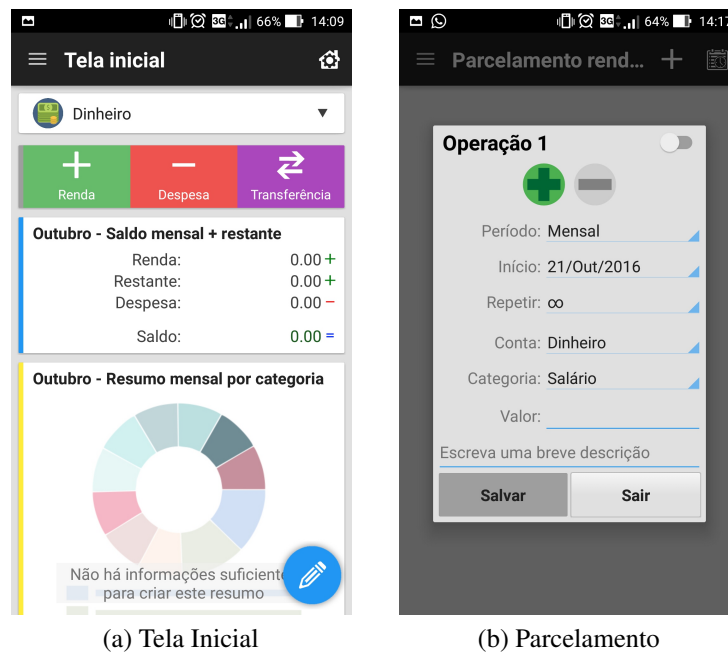 3G 66% 14:09
Tela inicial
Dinheiro
Renda Despesa Transferência
Outubro - Saldo mensal + restante
Renda: 0.00 +
Restante: 0.00 +
Despesa: 0.00 −
Saldo: 0.00 =
Outubro - Resumo mensal por categoria
Não há informações suficient
para criar este resumo
(a) Tela Inicial
3G 64% 14:17
Parcelamento rend...
Operação 1
Período: Mensal
Início: 21/Out/2016
Repetir: ∞
Conta: Dinheiro
Categoria: Salário
Valor:
Escreva uma breve descrição
Salvar Sair
(b) Parcelamento